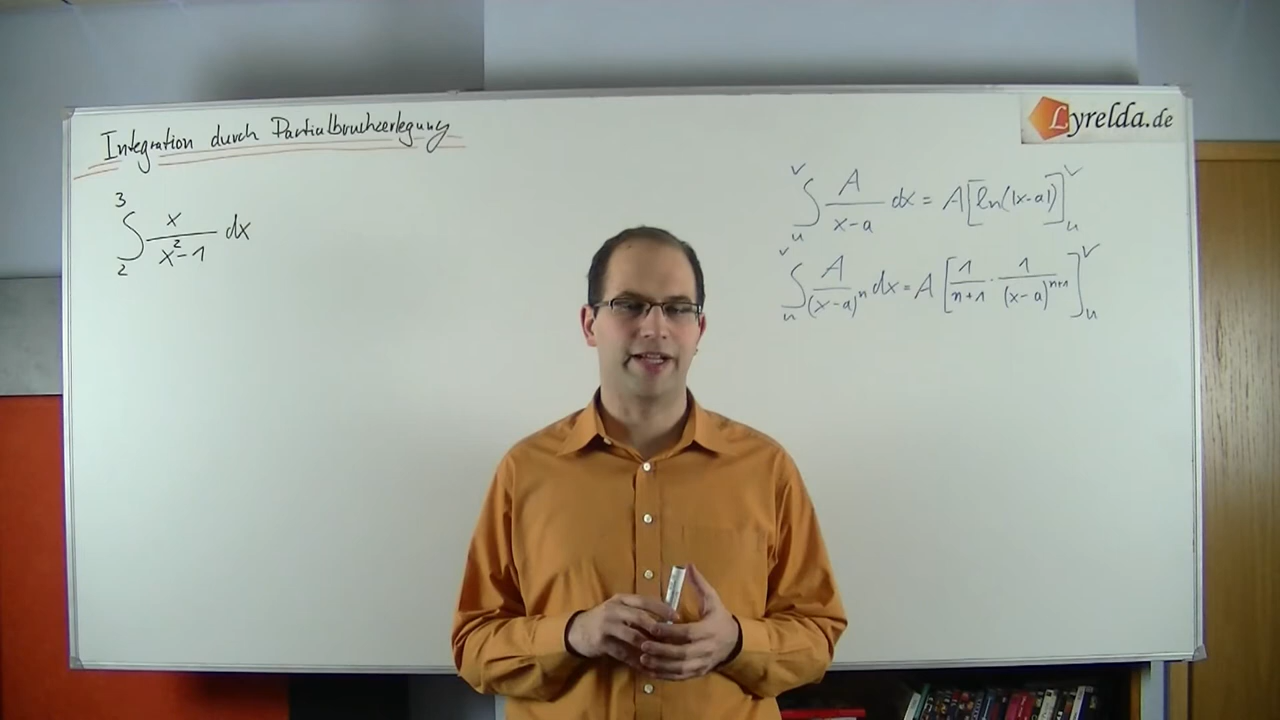 Integration durch Partialbruchzerlegung
Lyrelda.de
∫₂³ x/(x²-1) dx
∫ᵤᵛ A/(x-a) dx = A[ln(|x-a|)]ᵤᵛ
∫ᵤᵛ A/(x-a)ⁿ dx = A[1/(n+1) · 1/(x-a)ⁿ⁺¹]ᵤᵛ